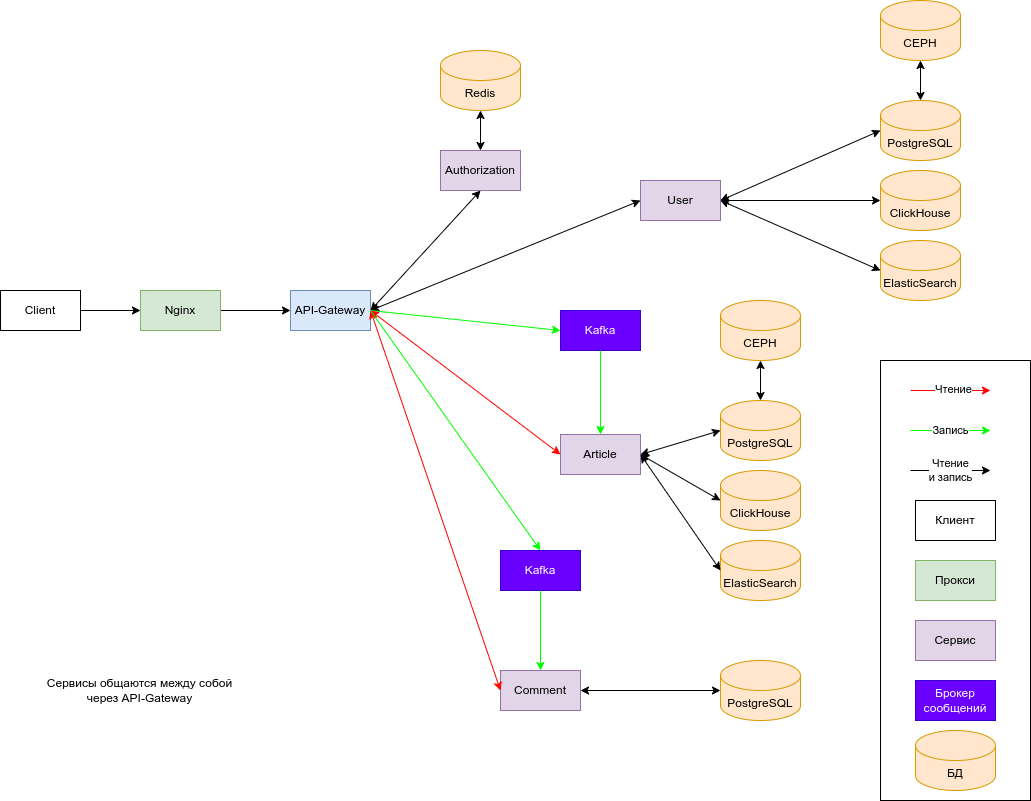 CEPH
Redis
PostgreSQL
Authorization
User
ClickHouse
ElasticSearch
Client
Nginx
API-Gateway
Kafka
CEPH
PostgreSQL
Article
ClickHouse
Kafka
ElasticSearch
Comment
PostgreSQL
Сервисы общаются между собой
через API-Gateway
Чтение
Запись
Чтение
и запись
Клиент
Прокси
Сервис
Брокер
сообщений
БД